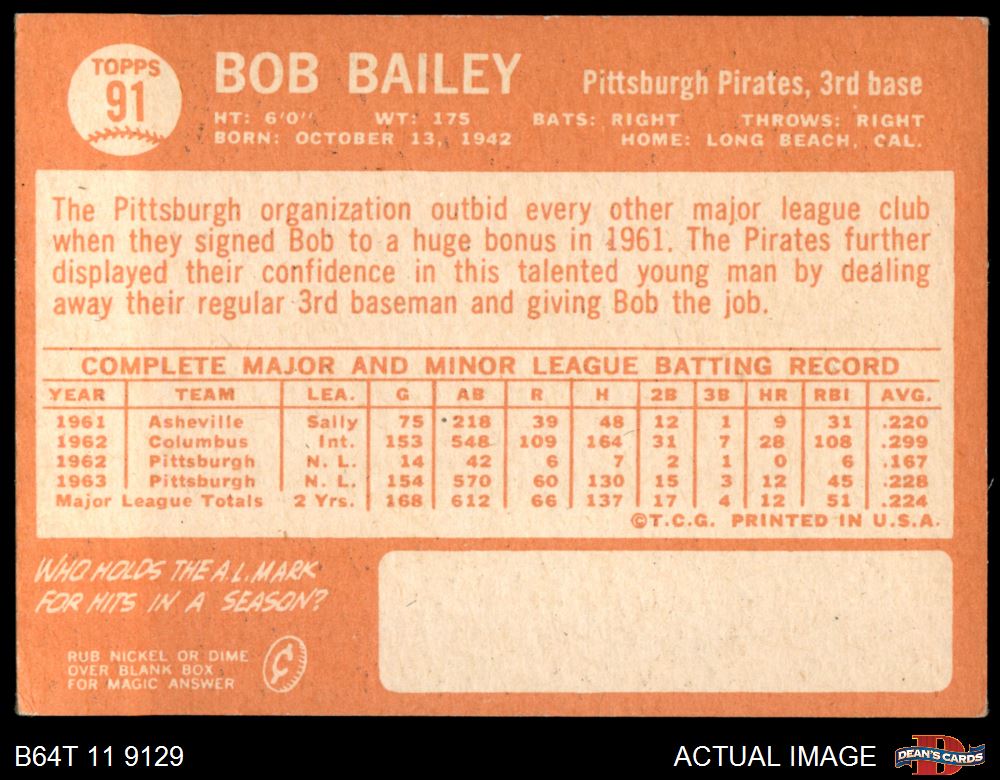 TOPPS
91
BOB BAILEY
Pittsburgh Pirates, 3rd base
HT: 6'0" WT: 175 BATS: RIGHT THROWS: RIGHT
BORN: OCTOBER 13, 1942 HOME: LONG BEACH, CAL.
The Pittsburgh organization outbid every other major league club
when they signed Bob to a huge bonus in 1961. The Pirates further
displayed their confidence in this talented young man by dealing
away their regular 3rd baseman and giving Bob the job.
COMPLETE MAJOR AND MINOR LEAGUE BATTING RECORD
YEAR TEAM LEA. G AB R H 2B 3B HR RBI AVG.
1961 Asheville Sally 75 218 39 48 12 1 9 31 .220
1962 Columbus Int. 153 548 109 164 31 7 28 108 .299
1962 Pittsburgh N. L. 14 42 6 7 2 1 0 6 .167
1963 Pittsburgh N. L. 154 570 60 130 15 3 12 45 .228
Major League Totals 2 Yrs. 168 612 66 137 17 4 12 51 .224
©T.C.G. PRINTED IN U.S.A.
WHO HOLDS THE A.L. MARK
FOR HITS IN A SEASON?
RUB NICKEL OR DIME
OVER BLANK BOX
FOR MAGIC ANSWER
¢
B64T 11 9129
ACTUAL IMAGE
D
DEAN'S CARDS